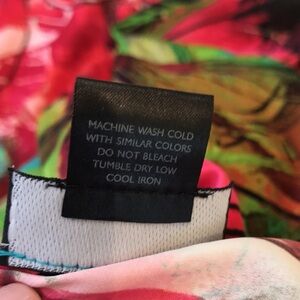 MACHINE WASH COLD
WITH SIMILAR COLORS
DO NOT BLEACH
TUMBLE DRY LOW
COOL IRON